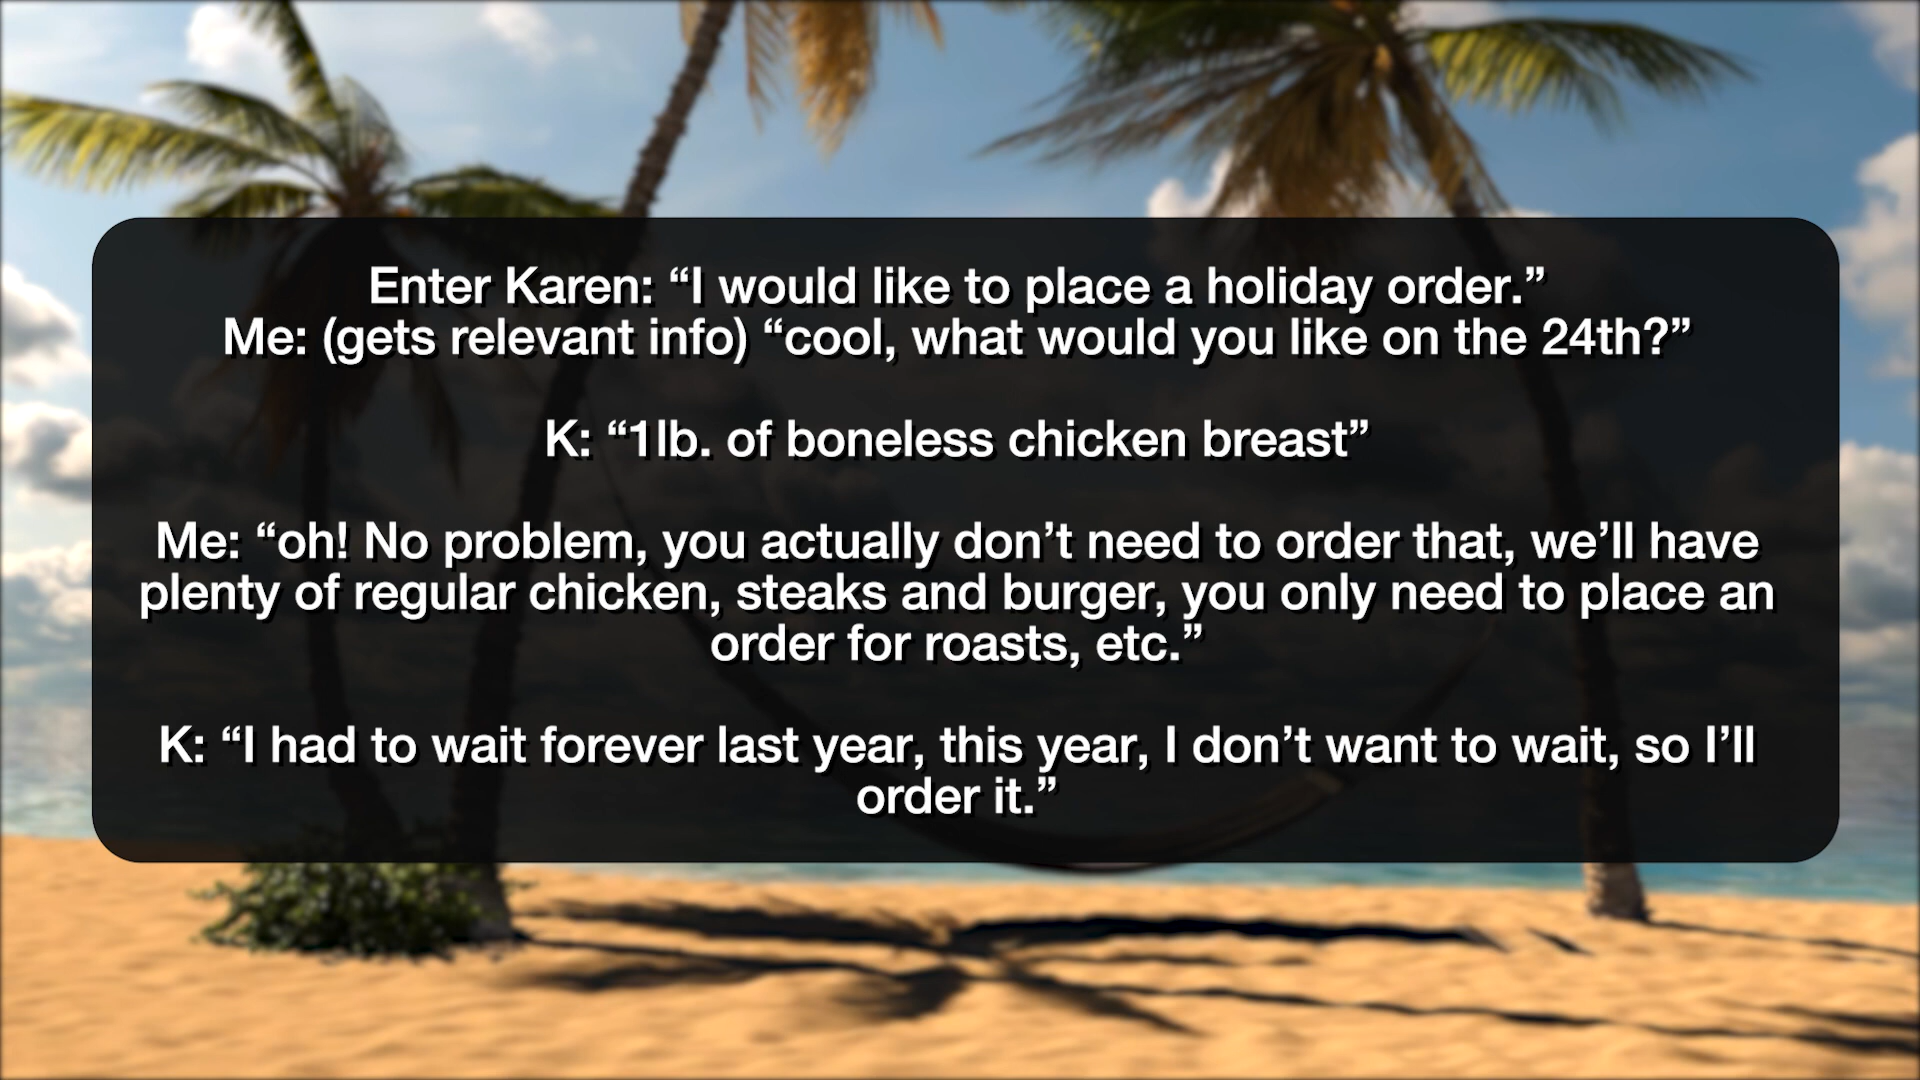 Enter Karen: “I would like to place a holiday order.”
Me: (gets relevant info) “cool, what would you like on the 24th?”
K: “1lb. of boneless chicken breast”
Me: “oh! No problem, you actually don’t need to order that, we’ll have
plenty of regular chicken, steaks and burger, you only need to place an
order for roasts, etc.”
K: “I had to wait forever last year, this year, I don’t want to wait, so I’ll
order it.”